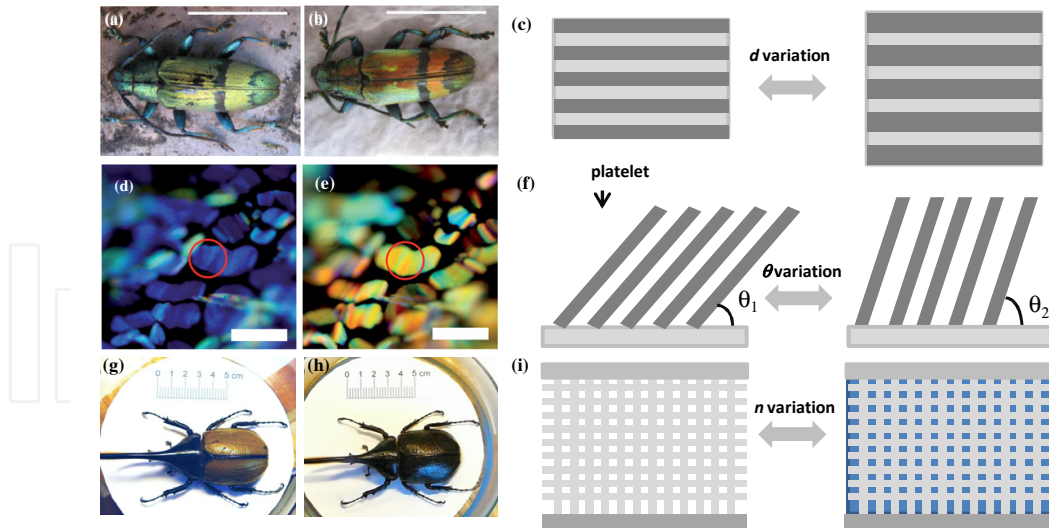 (a)
(b)
(c)
d variation
(d)
(e)
platelet
(f)
θ variation
θ1
θ2
(g)
0 1 2 3 4 5 cm
(h)
0 1 2 3 4 5 cm
(i)
n variation